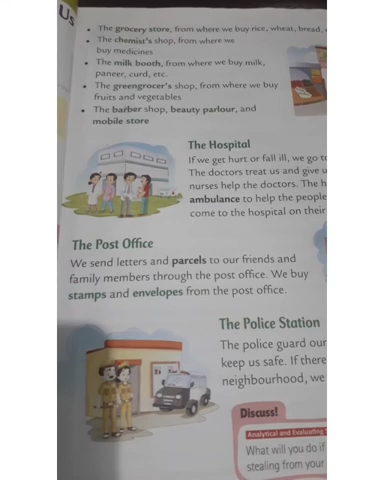 Us
• The grocery store, from where we buy rice, wheat, bread,
• The chemist's shop, from where we
buy medicines
• The milk booth, from where we buy milk,
paneer, curd, etc.
• The greengrocer's shop, from where we buy
fruits and vegetables
• The barber shop, beauty parlour, and
mobile store
The Hospital
If we get hurt or fall ill, we go
The doctors treat us and give
nurses help the doctors. The
ambulance to help the people
come to the hospital on their
The Post Office
We send letters and parcels to our friends and
family members through the post office. We buy
stamps and envelopes from the post office.
The Police Station
The police guard our
keep us safe. If there
neighbourhood, we
Discuss!
Analytical and Evaluating
What will you do if
stealing from your